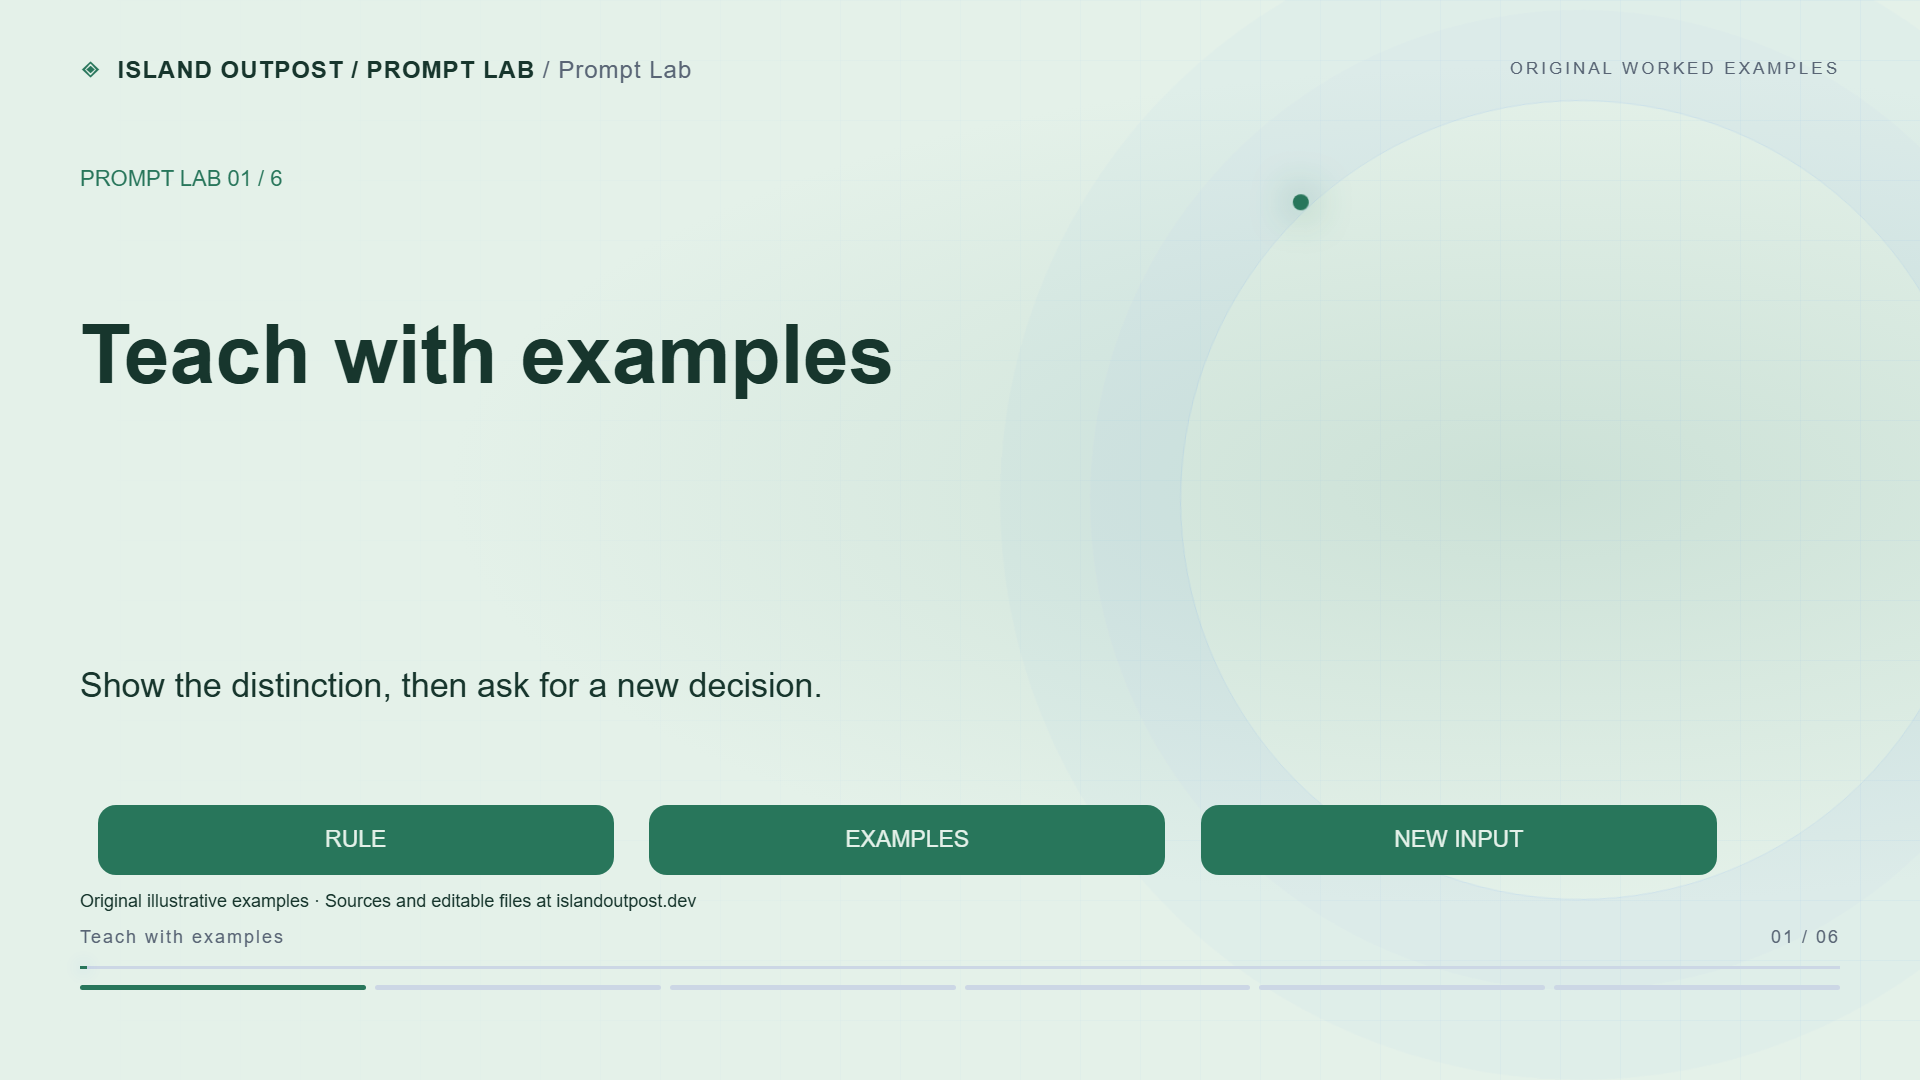 ISLAND OUTPOST / PROMPT LAB / Prompt Lab
ORIGINAL WORKED EXAMPLES
PROMPT LAB 01 / 6
Teach with examples
Show the distinction, then ask for a new decision.
RULE
EXAMPLES
NEW INPUT
Original illustrative examples · Sources and editable files at islandoutpost.dev
Teach with examples
01 / 06